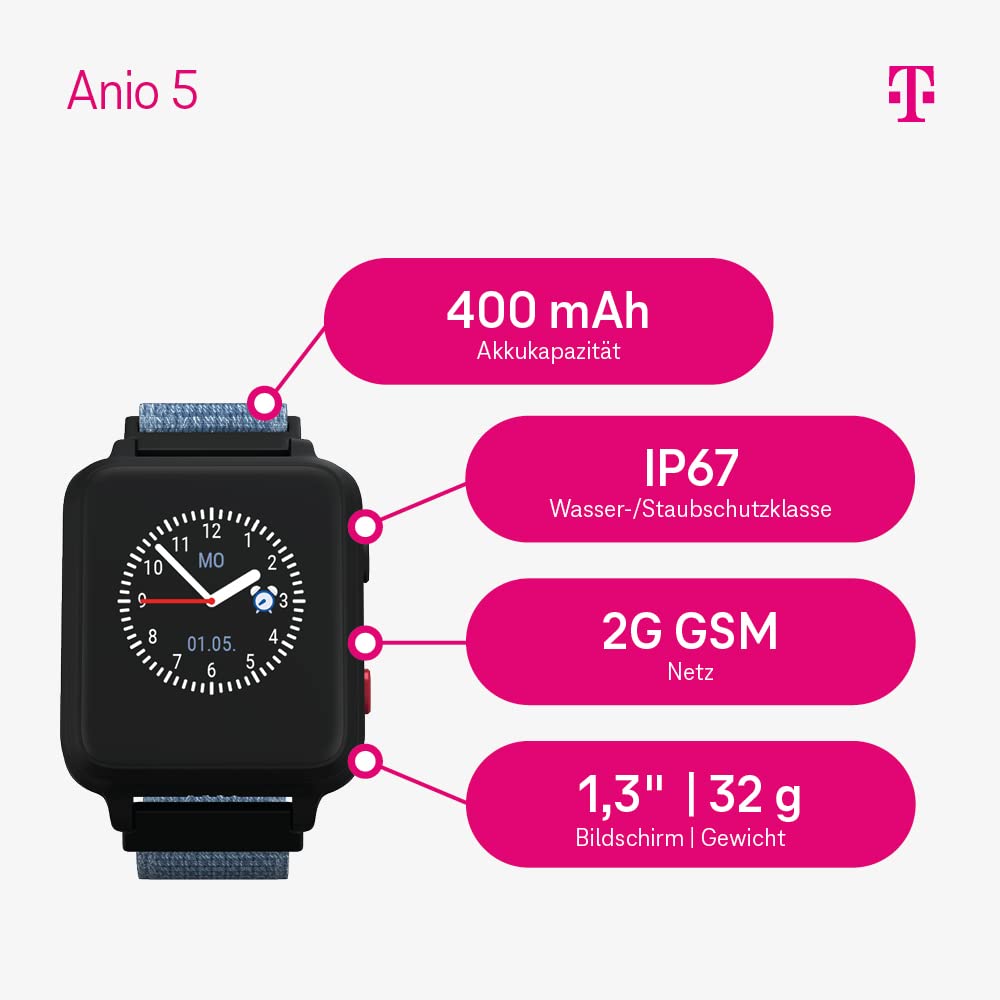 Anio 5
T
400 mAh
Akkukapazität
IP67
Wasser-/Staubschutzklasse
2G GSM
Netz
1,3" | 32 g
Bildschirm | Gewicht
12
11
1
MO
10
2
9
3
8
01.05.
4
7
5
6